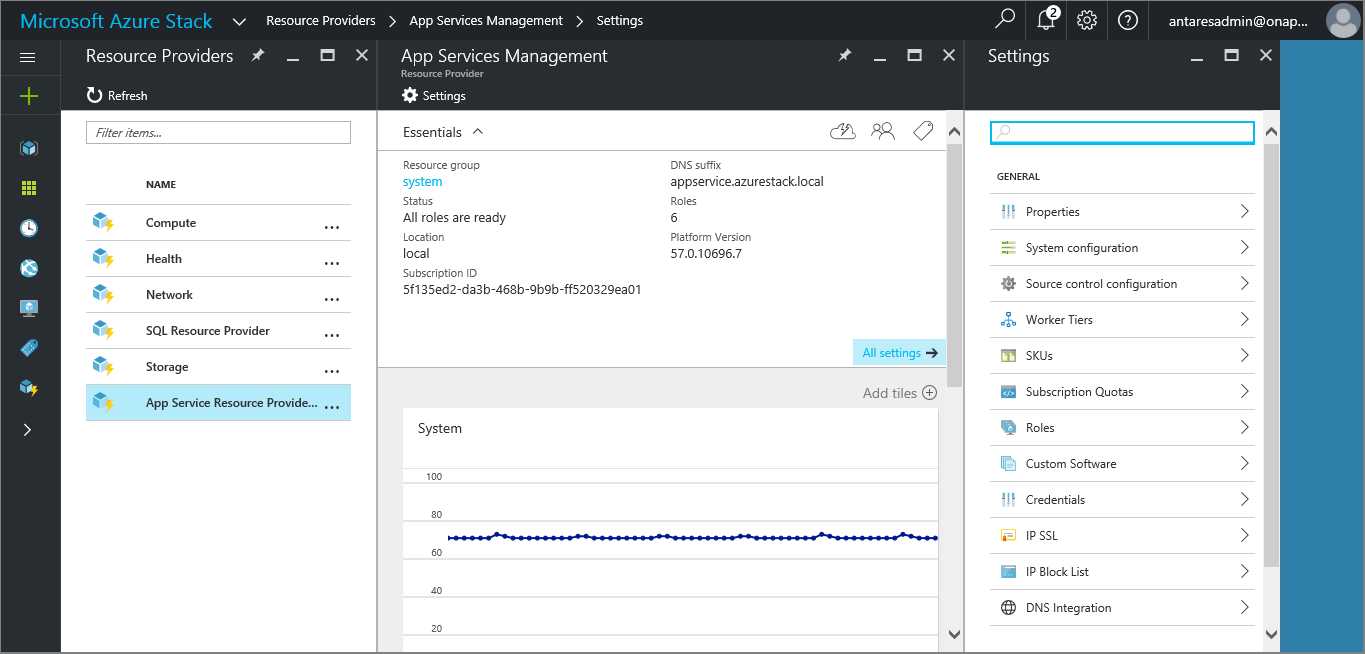 Microsoft Azure Stack
Resource Providers
App Services Management
Settings
2
antaresadmin@onap...
Resource Providers
Refresh
Filter items...
NAME
Compute
Health
Network
SQL Resource Provider
Storage
App Service Resource Provide...
App Services Management
Resource Provider
Settings
Essentials
Resource group
system
Status
All roles are ready
Location
local
Subscription ID
5f135ed2-da3b-468b-9b9b-ff520329ea01
DNS suffix
appservice.azurestack.local
Roles
6
Platform Version
57.0.10696.7
All settings
Add tiles
System
100
80
60
40
20
Settings
GENERAL
Properties
System configuration
Source control configuration
Worker Tiers
SKUs
Subscription Quotas
Roles
Custom Software
Credentials
IP SSL
IP Block List
DNS Integration